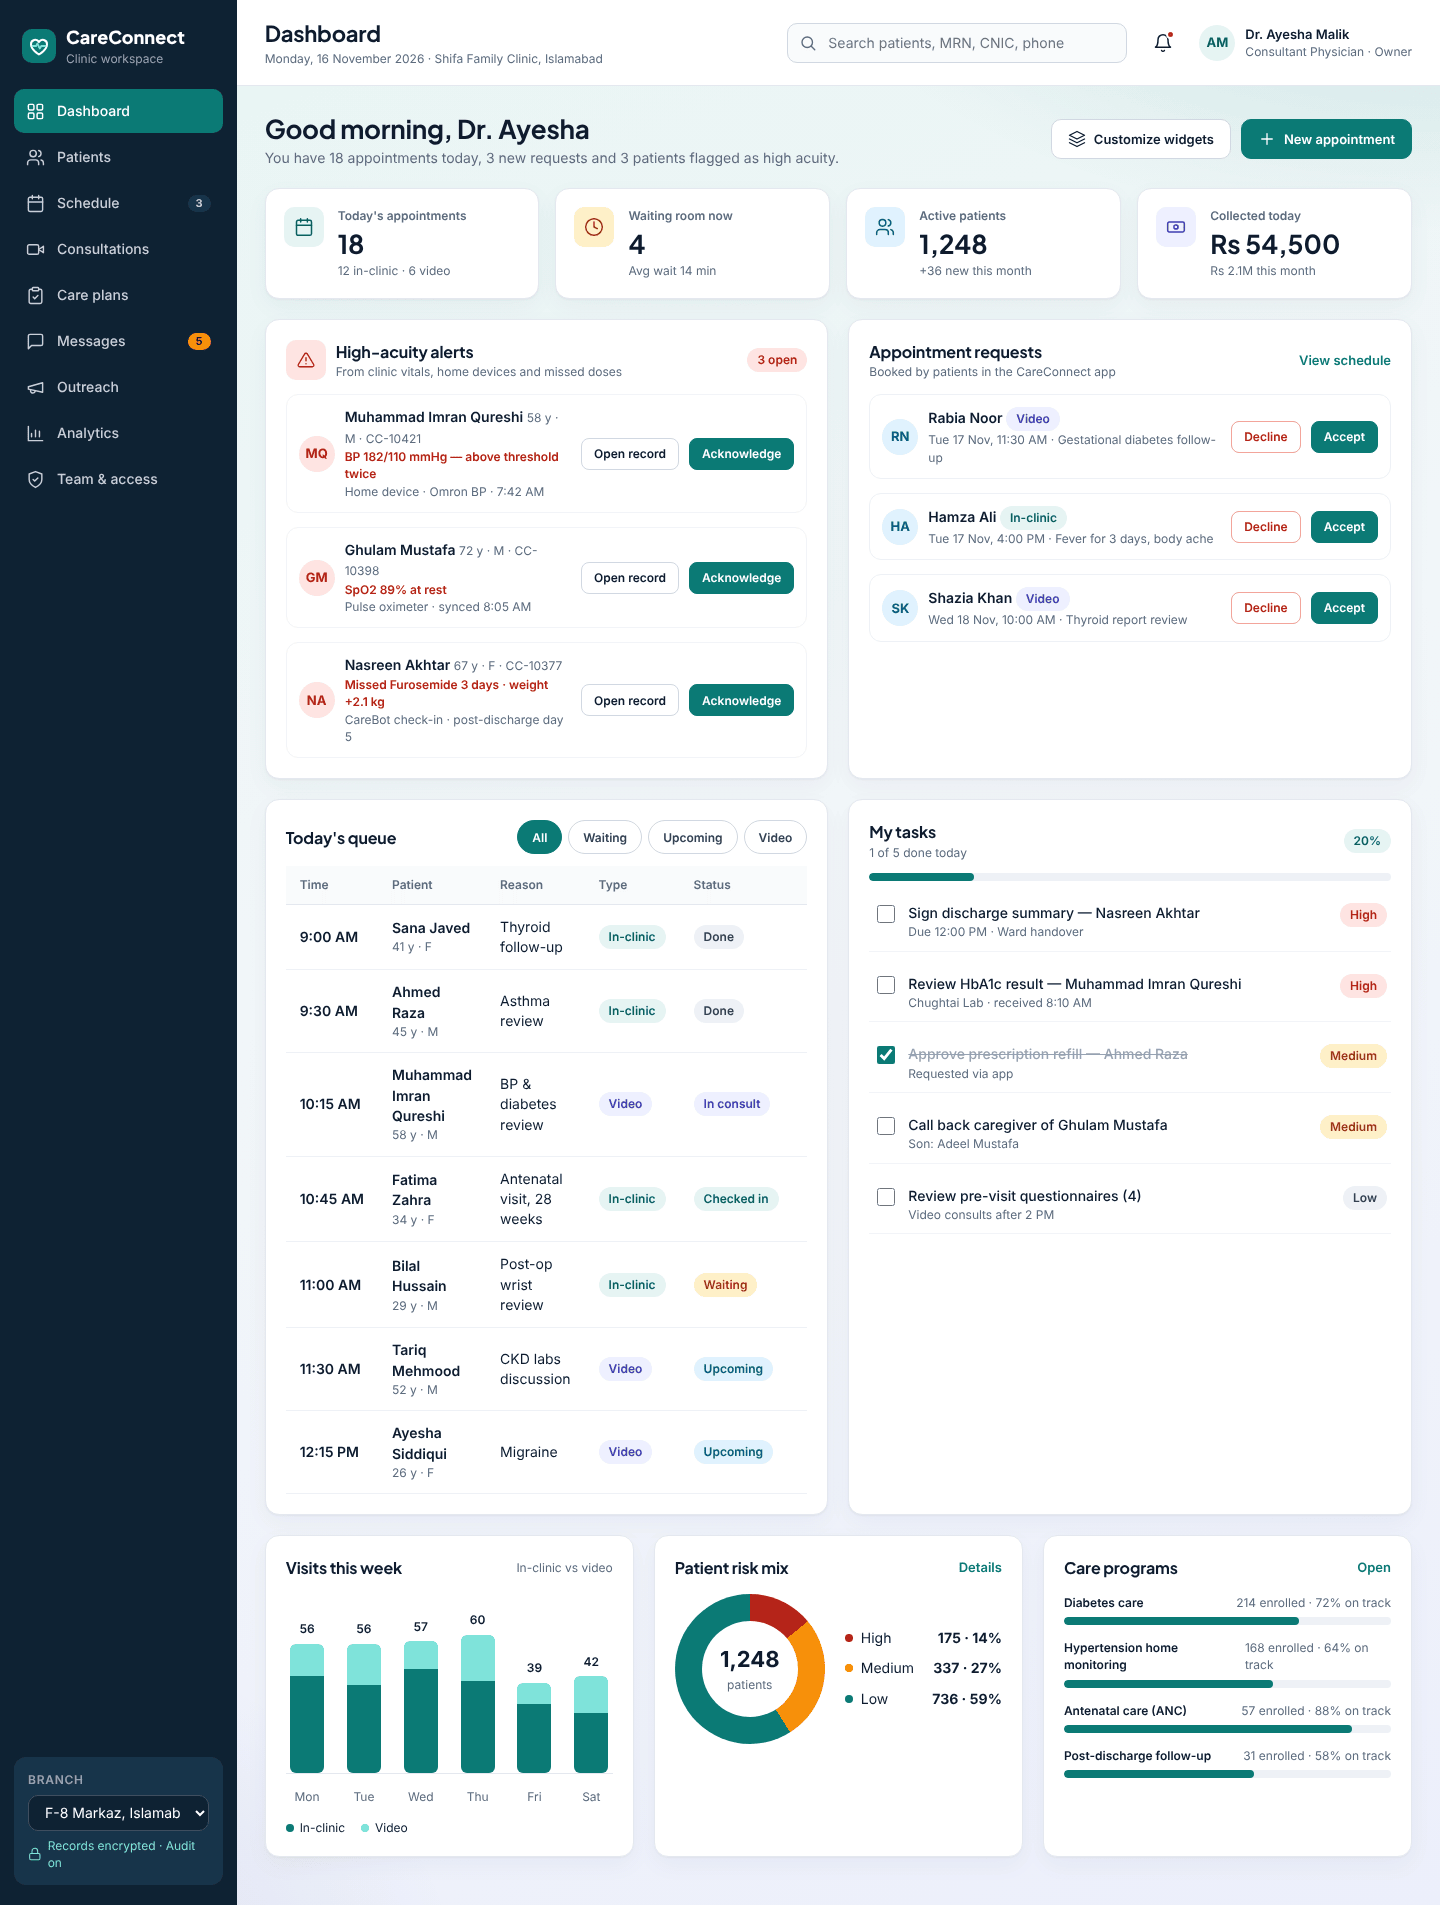 CareConnect
Clinic workspace
Dashboard
Patients
Schedule 3
Consultations
Care plans
Messages 5
Outreach
Analytics
Team & access
BRANCH
F-8 Markaz, Islamab
Records encrypted · Audit
on
Dashboard
Monday, 16 November 2026 · Shifa Family Clinic, Islamabad
Search patients, MRN, CNIC, phone
AM
Dr. Ayesha Malik
Consultant Physician · Owner
Good morning, Dr. Ayesha
You have 18 appointments today, 3 new requests and 3 patients flagged as high acuity.
Customize widgets
New appointment
Today's appointments
18
12 in-clinic · 6 video
Waiting room now
4
Avg wait 14 min
Active patients
1,248
+36 new this month
Collected today
Rs 54,500
Rs 2.1M this month
High-acuity alerts
From clinic vitals, home devices and missed doses
3 open
MQ
Muhammad Imran Qureshi 58 y ·
M · CC-10421
BP 182/110 mmHg — above threshold
twice
Home device · Omron BP · 7:42 AM
Open record
Acknowledge
GM
Ghulam Mustafa 72 y · M · CC-
10398
SpO2 89% at rest
Pulse oximeter · synced 8:05 AM
Open record
Acknowledge
NA
Nasreen Akhtar 67 y · F · CC-10377
Missed Furosemide 3 days · weight
+2.1 kg
CareBot check-in · post-discharge day
5
Open record
Acknowledge
Appointment requests
Booked by patients in the CareConnect app
View schedule
RN
Rabia Noor Video
Tue 17 Nov, 11:30 AM · Gestational diabetes follow-
up
Decline
Accept
HA
Hamza Ali In-clinic
Tue 17 Nov, 4:00 PM · Fever for 3 days, body ache
Decline
Accept
SK
Shazia Khan Video
Wed 18 Nov, 10:00 AM · Thyroid report review
Decline
Accept
Today's queue
All
Waiting
Upcoming
Video
Time Patient Reason Type Status
9:00 AM
Sana Javed
41 y · F
Thyroid
follow-up
In-clinic
Done
9:30 AM
Ahmed
Raza
45 y · M
Asthma
review
In-clinic
Done
10:15 AM
Muhammad
Imran
Qureshi
58 y · M
BP &
diabetes
review
Video
In consult
10:45 AM
Fatima
Zahra
34 y · F
Antenatal
visit, 28
weeks
In-clinic
Checked in
11:00 AM
Bilal
Hussain
29 y · M
Post-op
wrist
review
In-clinic
Waiting
11:30 AM
Tariq
Mehmood
52 y · M
CKD labs
discussion
Video
Upcoming
12:15 PM
Ayesha
Siddiqui
26 y · F
Migraine
Video
Upcoming
My tasks
1 of 5 done today
20%
Sign discharge summary — Nasreen Akhtar
Due 12:00 PM · Ward handover
High
Review HbA1c result — Muhammad Imran Qureshi
Chughtai Lab · received 8:10 AM
High
Approve prescription refill — Ahmed Raza
Requested via app
Medium
Call back caregiver of Ghulam Mustafa
Son: Adeel Mustafa
Medium
Review pre-visit questionnaires (4)
Video consults after 2 PM
Low
Visits this week
In-clinic vs video
56 56 57 60 39 42
Mon Tue Wed Thu Fri Sat
In-clinic Video
Patient risk mix
Details
1,248
patients
High 175 · 14%
Medium 337 · 27%
Low 736 · 59%
Care programs
Open
Diabetes care 214 enrolled · 72% on track
Hypertension home
monitoring
168 enrolled · 64% on
track
Antenatal care (ANC) 57 enrolled · 88% on track
Post-discharge follow-up 31 enrolled · 58% on track